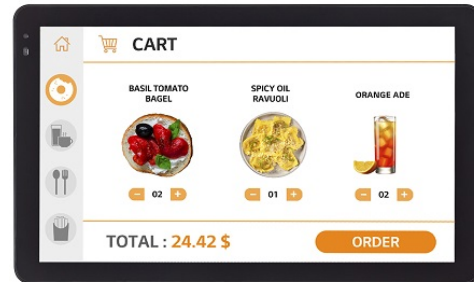 CART
BASIL TOMATO
BAGEL
SPICY OIL
RAVUOLI
ORANGE ADE
- 02 +
- 01 +
- 02 +
TOTAL : 24.42 $
ORDER